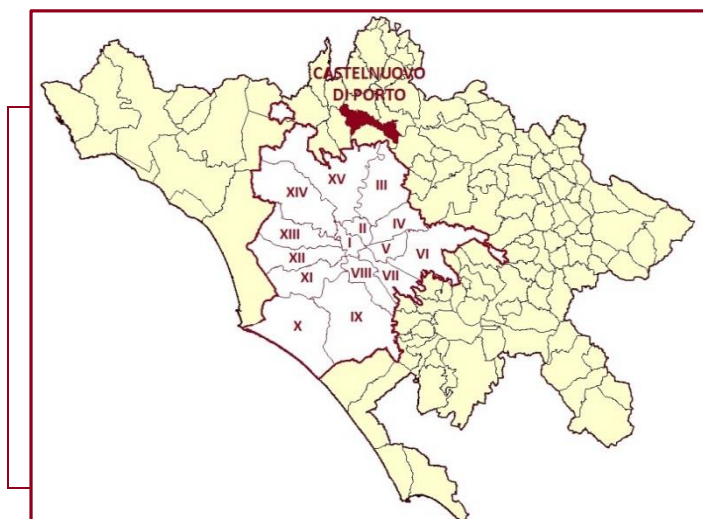 CASTELNUOVO
DI PORTO
XV
XIV
III
II
IV
XIII
I
V
VI
XII
XI
VIII
VII
X
IX